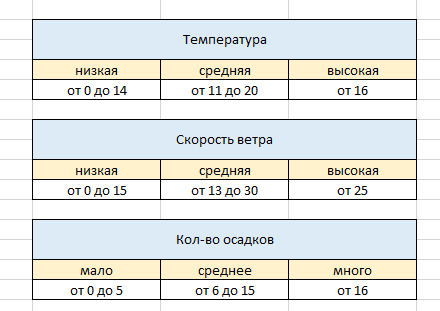 Температура
низкая средняя высокая
от 0 до 14 от 11 до 20 от 16
Скорость ветра
низкая средняя высокая
от 0 до 15 от 13 до 30 от 25
Кол-во осадков
мало среднее много
от 0 до 5 от 6 до 15 от 16